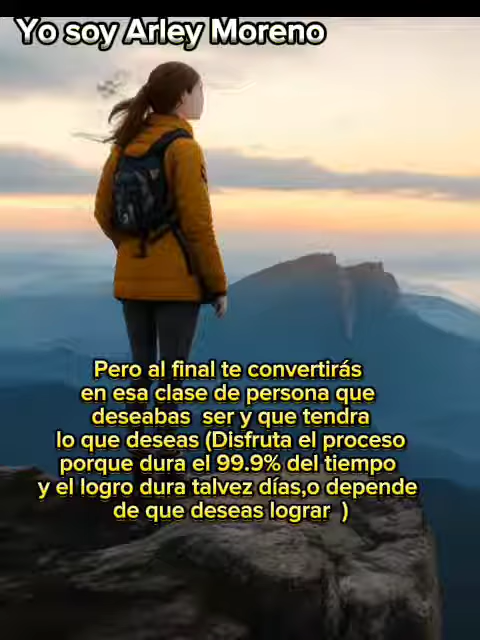 Yo soy Arley Moreno
Pero al final te convertirás
en esa clase de persona que
deseabas ser y que tendra
lo que deseas (Disfruta el proceso
porque dura el 99.9% del tiempo
y el logro dura talvez días,o depende
de que deseas lograr )